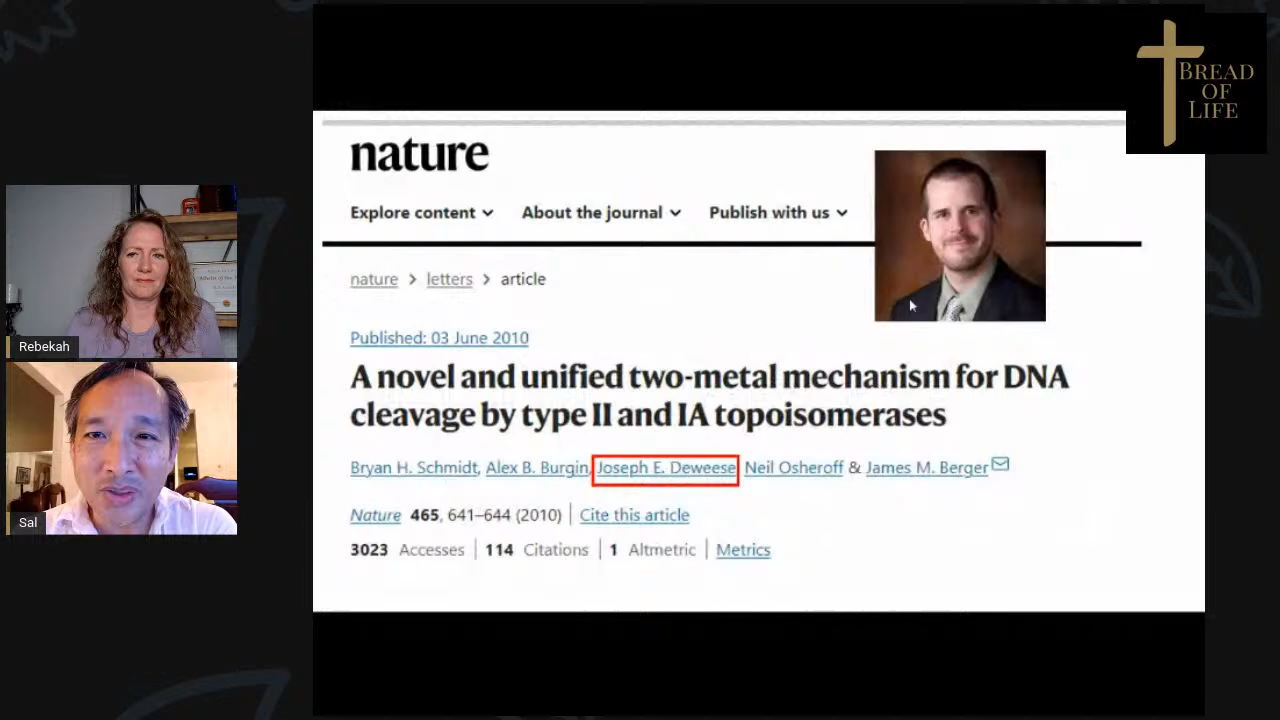 BREAD
OF
LIFE
nature
Explore content
About the journal
Publish with us
nature > letters > article
Published: 03 June 2010
A novel and unified two-metal mechanism for DNA
cleavage by type II and IA topoisomerases
Bryan H. Schmidt, Alex B. Burgin, Joseph E. Deweese, Neil Osheroff & James M. Berger
Nature 465, 641–644 (2010) | Cite this article
3023 Accesses | 114 Citations | 1 Altmetric | Metrics
Rebekah
Sal